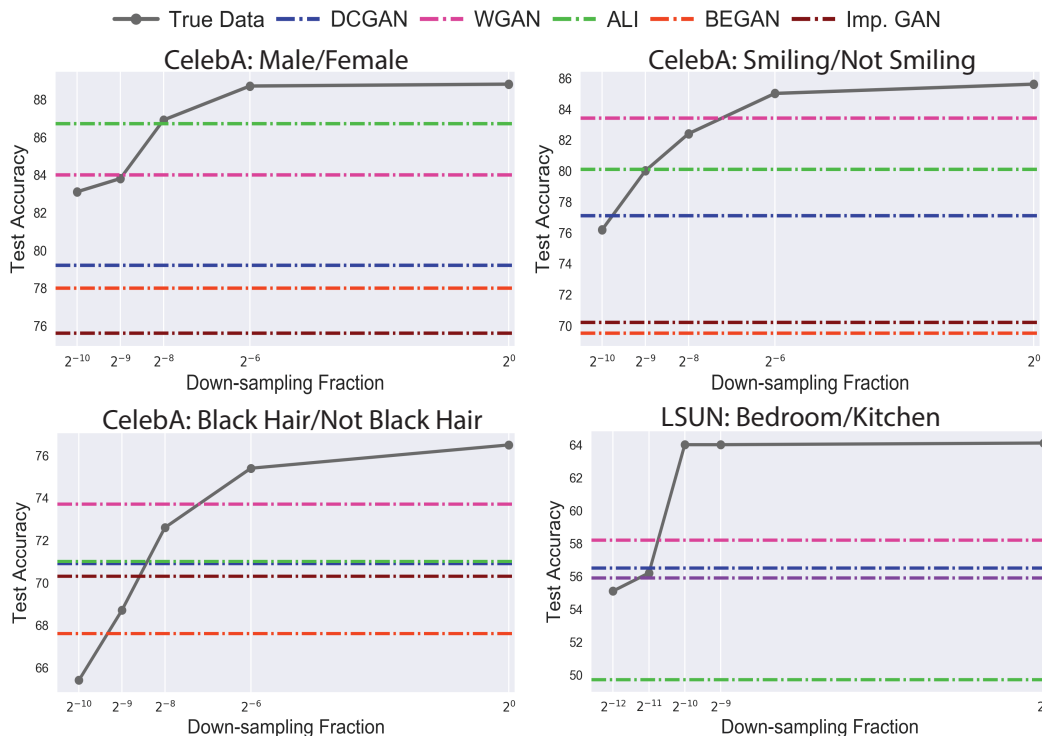 True Data DCGAN WGAN ALI BEGAN Imp. GAN
CelebA: Male/Female
Test Accuracy
88
86
84
82
80
78
76
2^-10 2^-9 2^-8 2^-6 2^0
Down-sampling Fraction
CelebA: Smiling/Not Smiling
Test Accuracy
86
84
82
80
78
76
74
72
70
2^-10 2^-9 2^-8 2^-6 2^0
Down-sampling Fraction
CelebA: Black Hair/Not Black Hair
Test Accuracy
76
74
72
70
68
66
2^-10 2^-9 2^-8 2^-6 2^0
Down-sampling Fraction
LSUN: Bedroom/Kitchen
Test Accuracy
64
62
60
58
56
54
52
50
2^-12 2^-11 2^-10 2^-9 2
Down-sampling Fraction